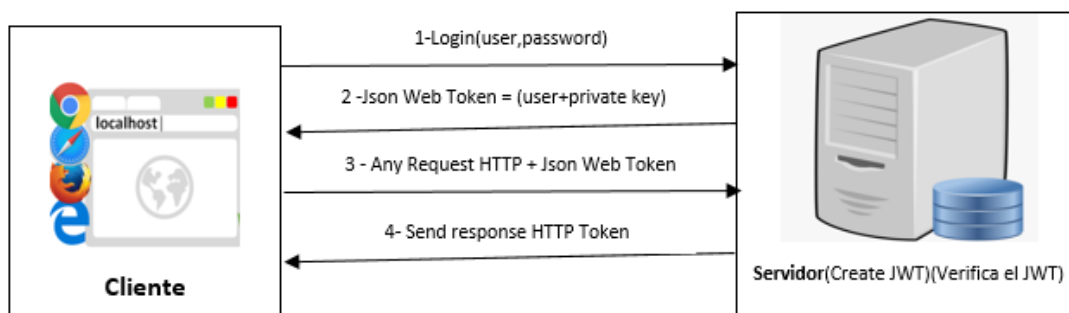 1-Login(user,password)
2 -Json Web Token = (user+private key)
localhost
3 - Any Request HTTP + Json Web Token
4- Send response HTTP Token
Cliente
Servidor(Create JWT)(Verifica el JWT)